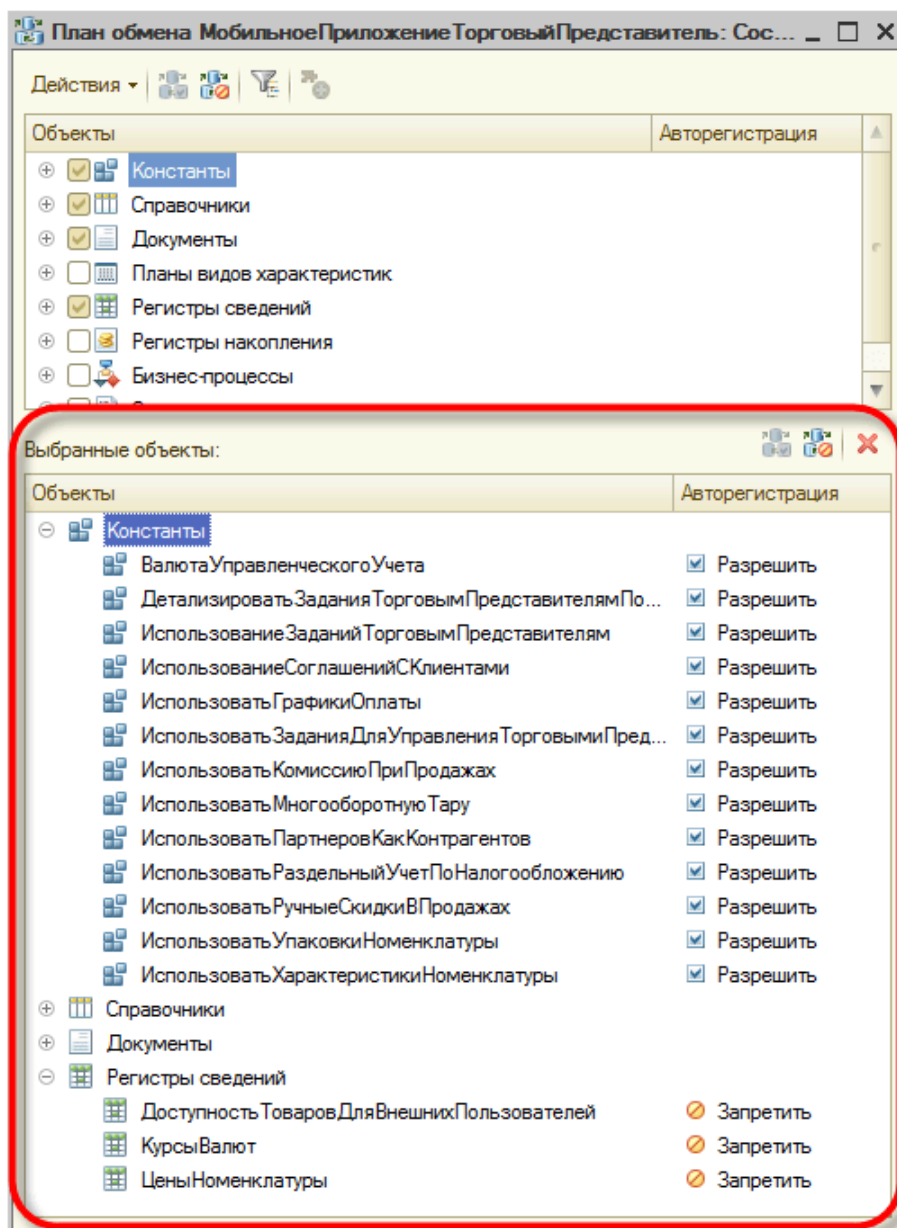 План обмена МобильноеПриложениеТорговыйПредставитель: Сос...
Действия
Объекты Авторегистрация
Константы
Справочники
Документы
Планы видов характеристик
Регистры сведений
Регистры накопления
Бизнес-процессы
Выбранные объекты:
Объекты Авторегистрация
Константы
ВалютаУправленческогоУчета Разрешить
ДетализироватьЗаданияТорговымПредставителямПо... Разрешить
ИспользованиеЗаданийТорговымПредставителям Разрешить
ИспользованиеСоглашенийСКлиентами Разрешить
ИспользоватьГрафикиОплаты Разрешить
ИспользоватьЗаданияДляУправленияТорговымиПред... Разрешить
ИспользоватьКомиссиюПриПродажах Разрешить
ИспользоватьМногооборотнуюТару Разрешить
ИспользоватьПартнеровКакКонтрагентов Разрешить
ИспользоватьРаздельныйУчетПоНалогообложению Разрешить
ИспользоватьРучныеСкидкиВПродажах Разрешить
ИспользоватьУпаковкиНоменклатуры Разрешить
ИспользоватьХарактеристикиНоменклатуры Разрешить
Справочники
Документы
Регистры сведений
ДоступностьТоваровДляВнешнихПользователей Запретить
КурсыВалют Запретить
ЦеныНоменклатуры Запретить